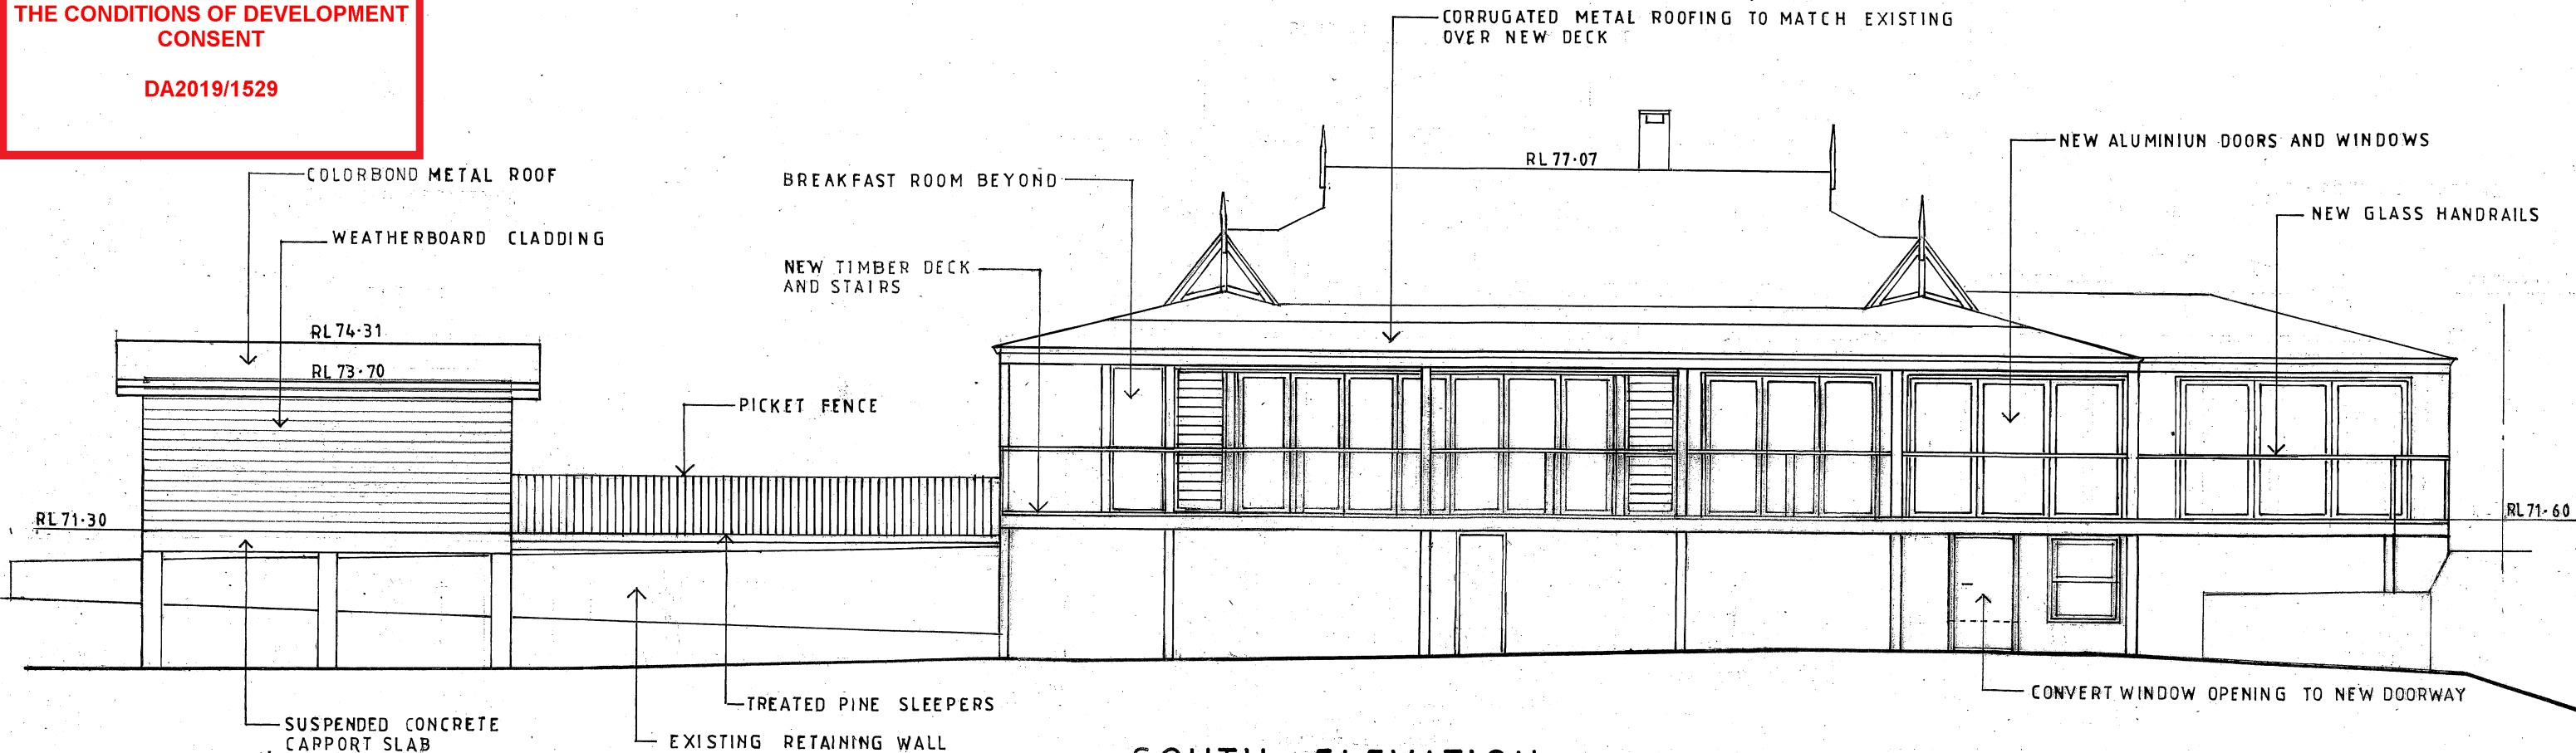 THE CONDITIONS OF DEVELOPMENT
CONSENT
DA2019/1529
CORRUGATED METAL ROOFING TO MATCH EXISTING
OVER NEW DECK
RL 77·07
NEW ALUMINIUN DOORS AND WINDOWS
COLORBOND METAL ROOF
BREAKFAST ROOM BEYOND
NEW GLASS HANDRAILS
WEATHERBOARD CLADDING
NEW TIMBER DECK
AND STAIRS
RL 74·31
RL 73·70
PICKET FENCE
RL 71·30
RL 71·60
CONVERT WINDOW OPENING TO NEW DOORWAY
TREATED PINE SLEEPERS
SUSPENDED CONCRETE
CARPORT SLAB
EXISTING RETAINING WALL
SOUTH ELEVATION